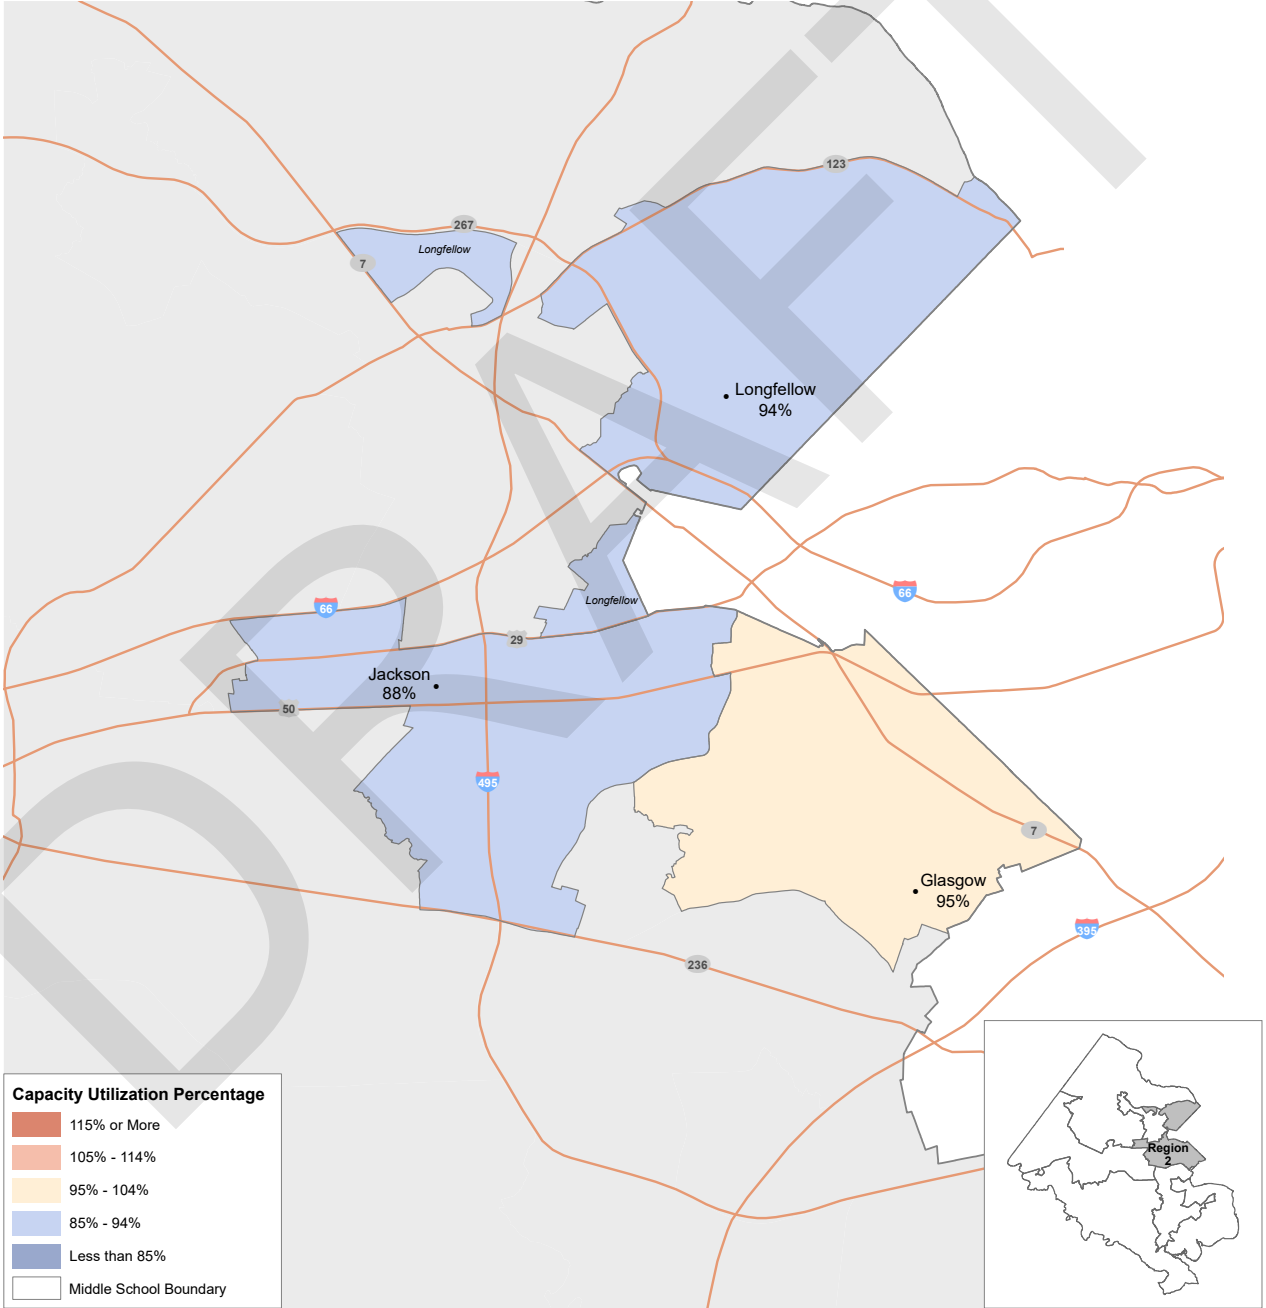 123
267
Longfellow
7
Longfellow
94%
66
66
Longfellow
29
Jackson
88%
50
495
7
Glasgow
95%
395
236
DRAFT
Region
2
Capacity Utilization Percentage
115% or More
105% - 114%
95% - 104%
85% - 94%
Less than 85%
Middle School Boundary